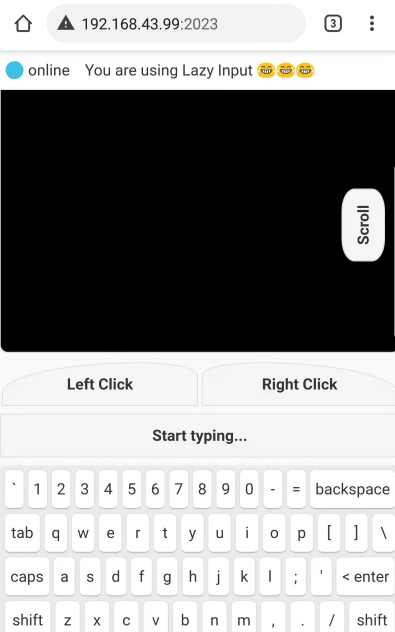 192.168.43.99:2023 3
online You are using Lazy Input 😂😂😂
Scroll
Left Click Right Click
Start typing...
` 1 2 3 4 5 6 7 8 9 0 - = backspace
tab q w e r t y u i o p [ ] \
caps a s d f g h j k l ; ' < enter
shift z x c v b n m , . / shift